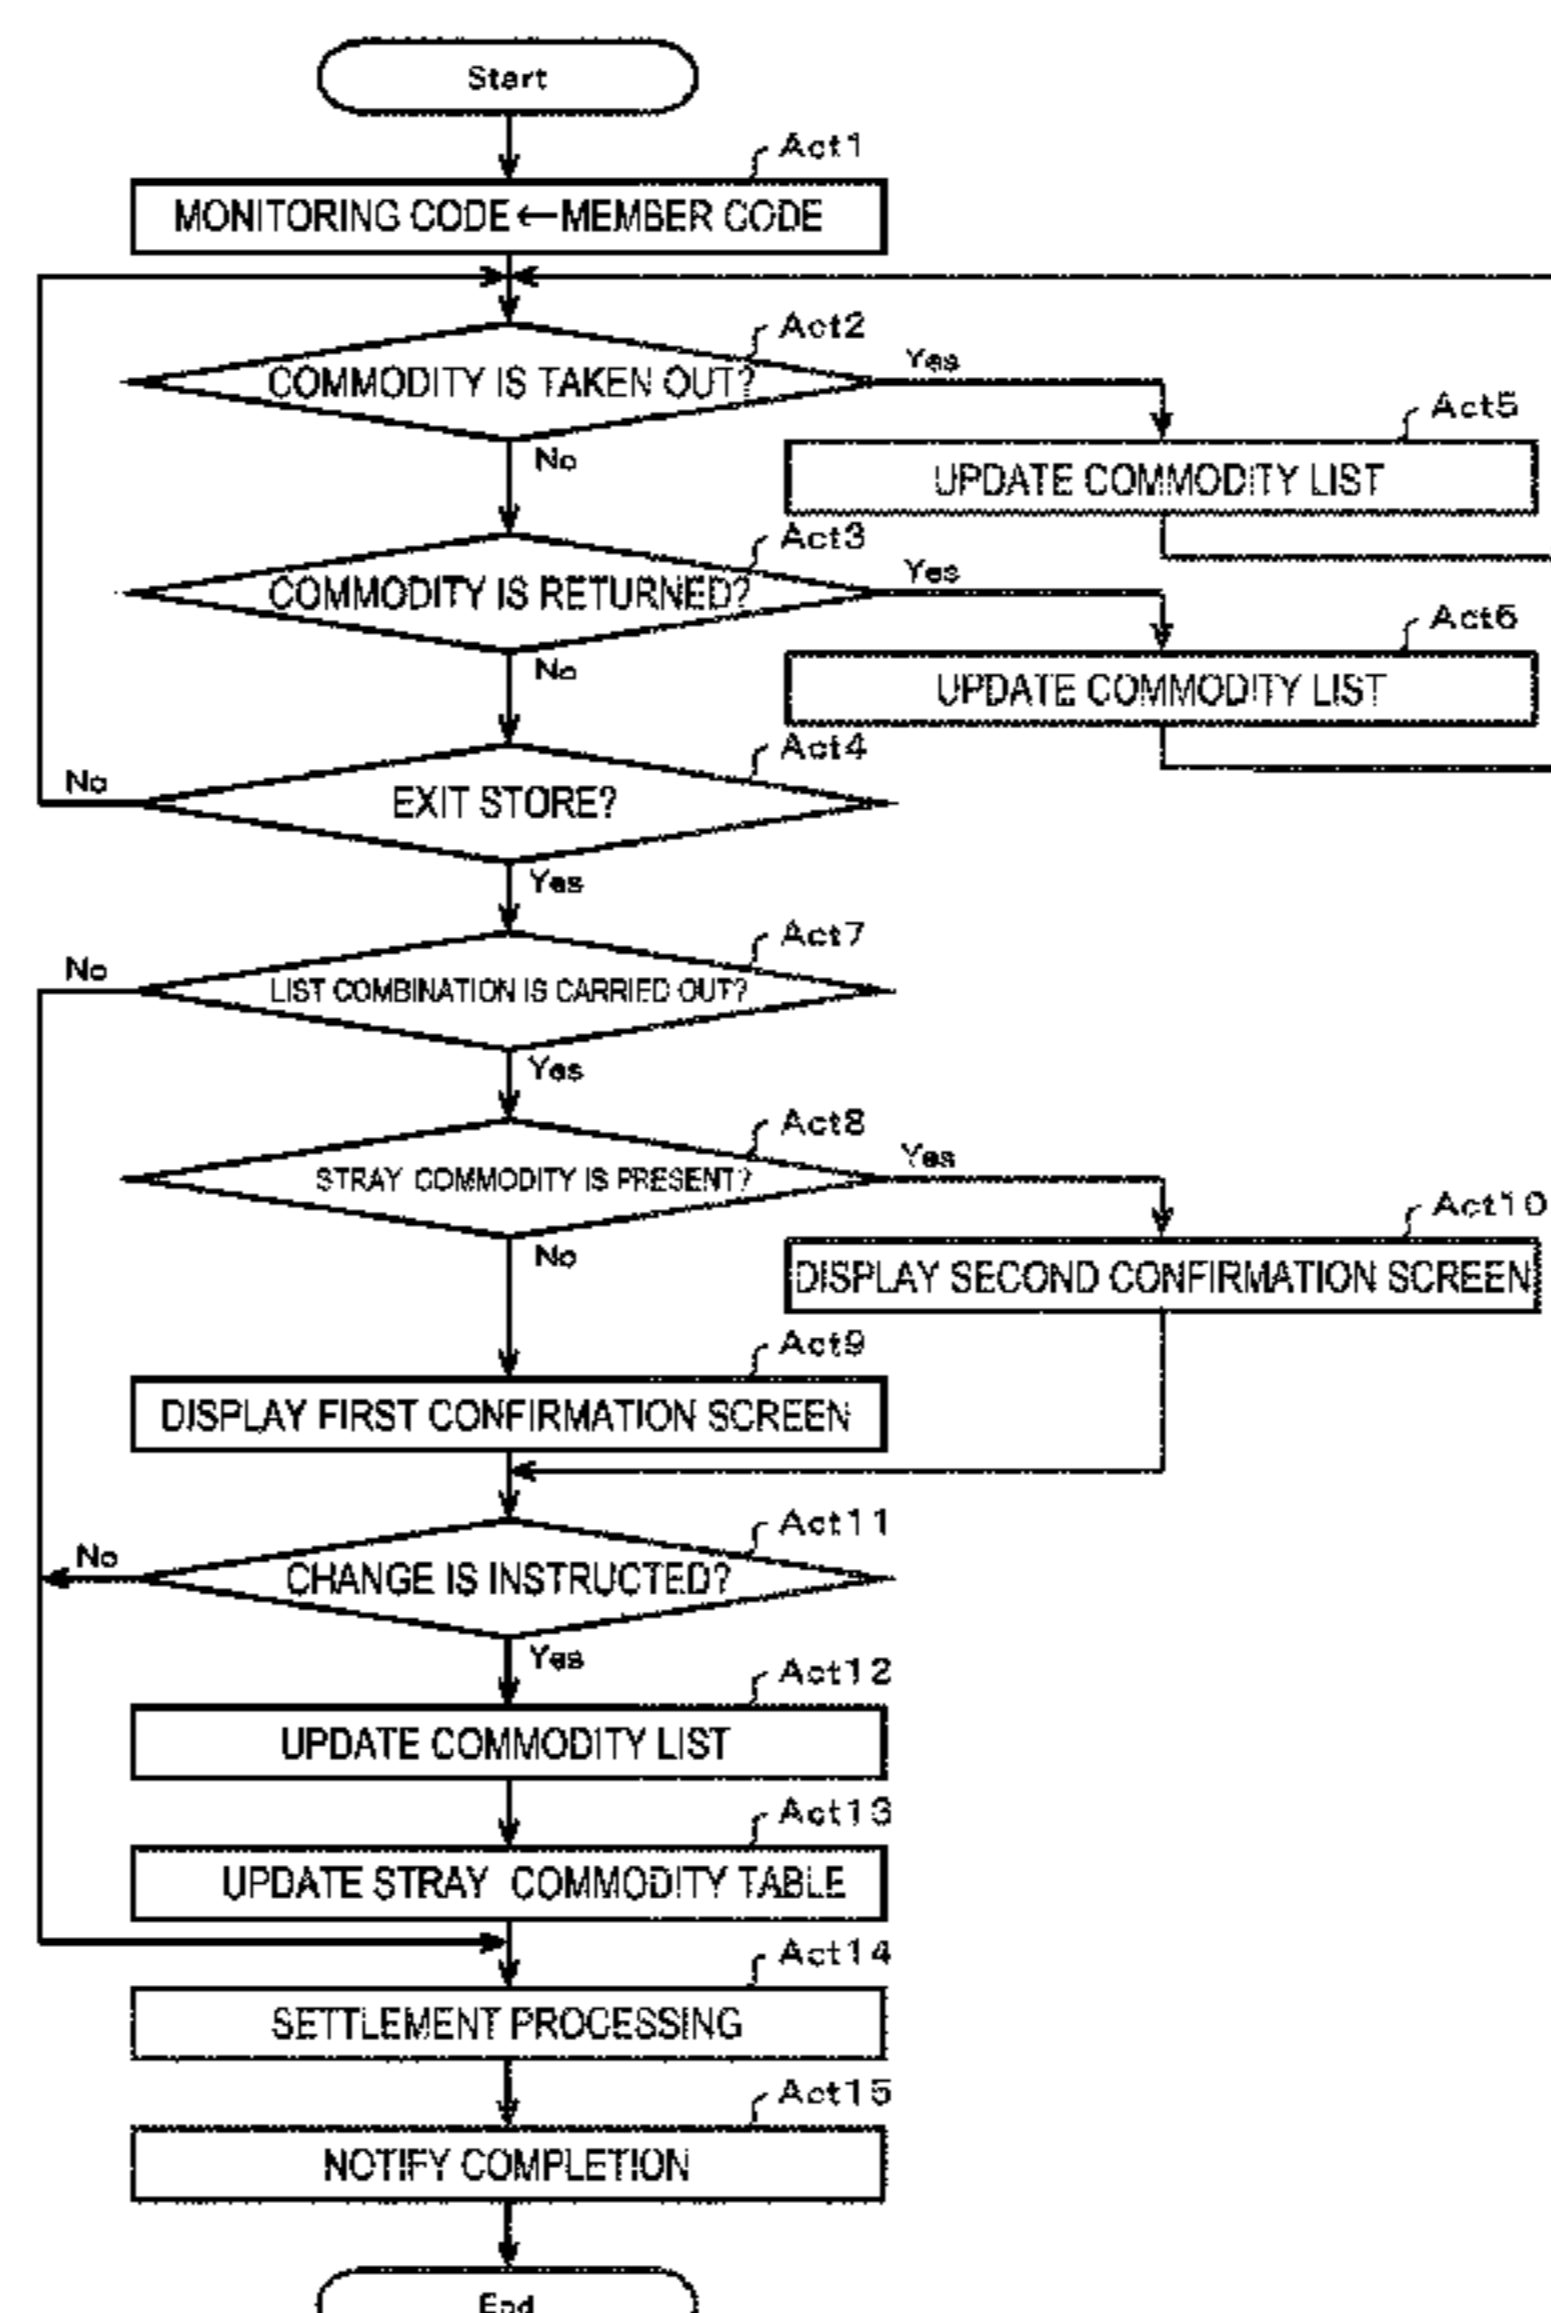 Start
Act1
MONITORING CODE←MEMBER CODE
Act2
COMMODITY IS TAKEN OUT?
Yes
No
Act5
UPDATE COMMODITY LIST
Act3
COMMODITY IS RETURNED?
Yes
No
Act6
UPDATE COMMODITY LIST
Act4
EXIT STORE?
No
Yes
Act7
LIST COMBINATION IS CARRIED OUT?
No
Yes
Act8
STRAY COMMODITY IS PRESENT?
Yes
No
Act10
DISPLAY SECOND CONFIRMATION SCREEN
Act9
DISPLAY FIRST CONFIRMATION SCREEN
Act11
CHANGE IS INSTRUCTED?
No
Yes
Act12
UPDATE COMMODITY LIST
Act13
UPDATE STRAY COMMODITY TABLE
Act14
SETTLEMENT PROCESSING
Act15
NOTIFY COMPLETION
End